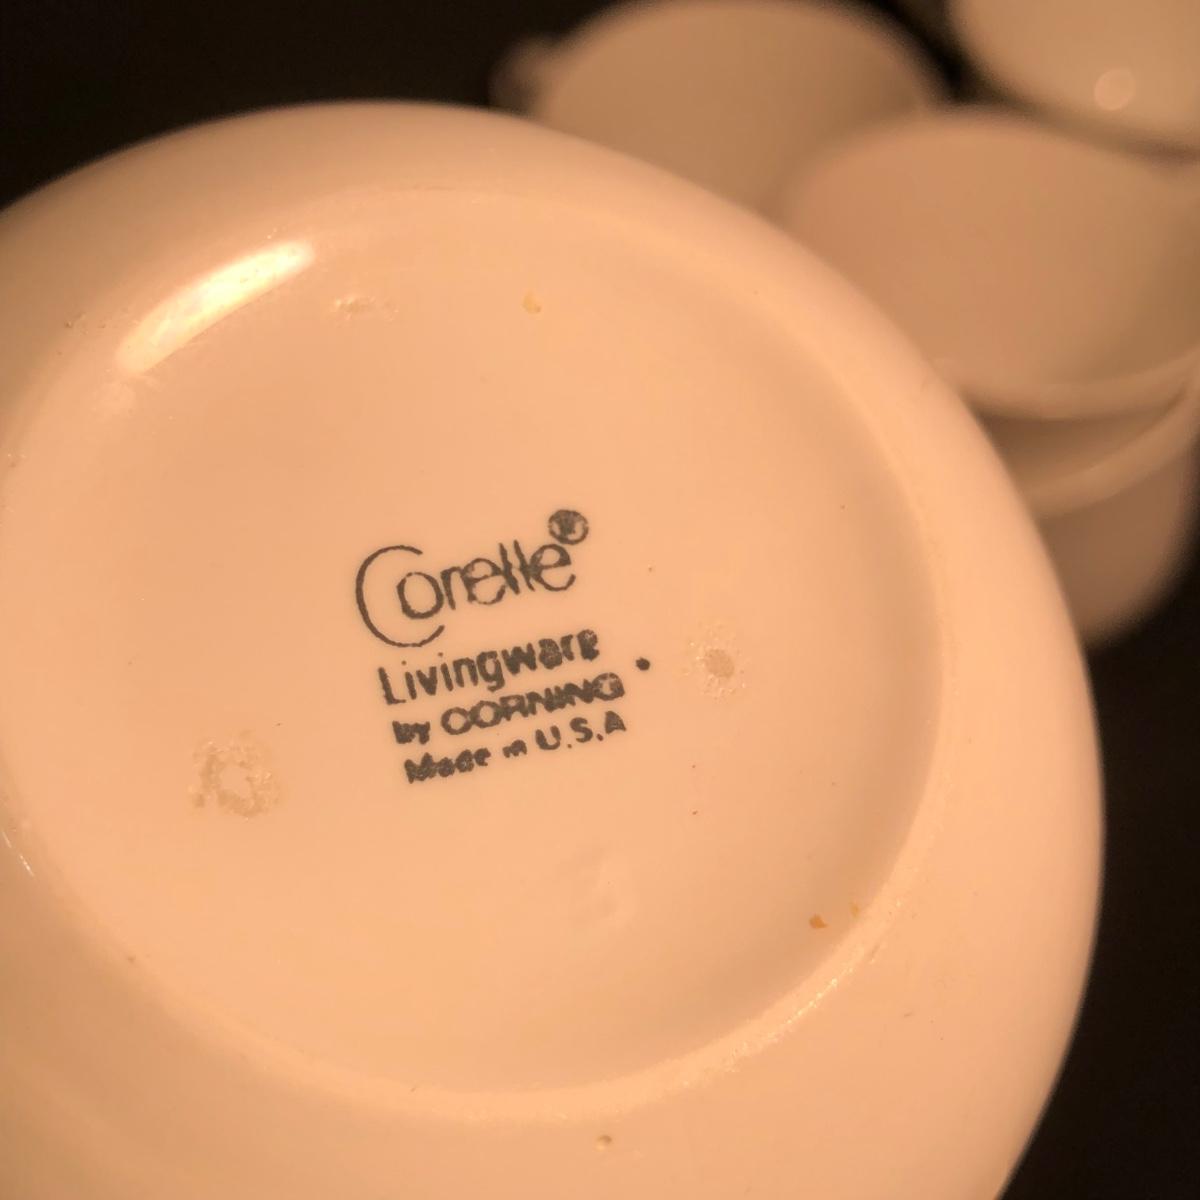 Corelle®
Livingware
by CORNING
Made in U.S.A